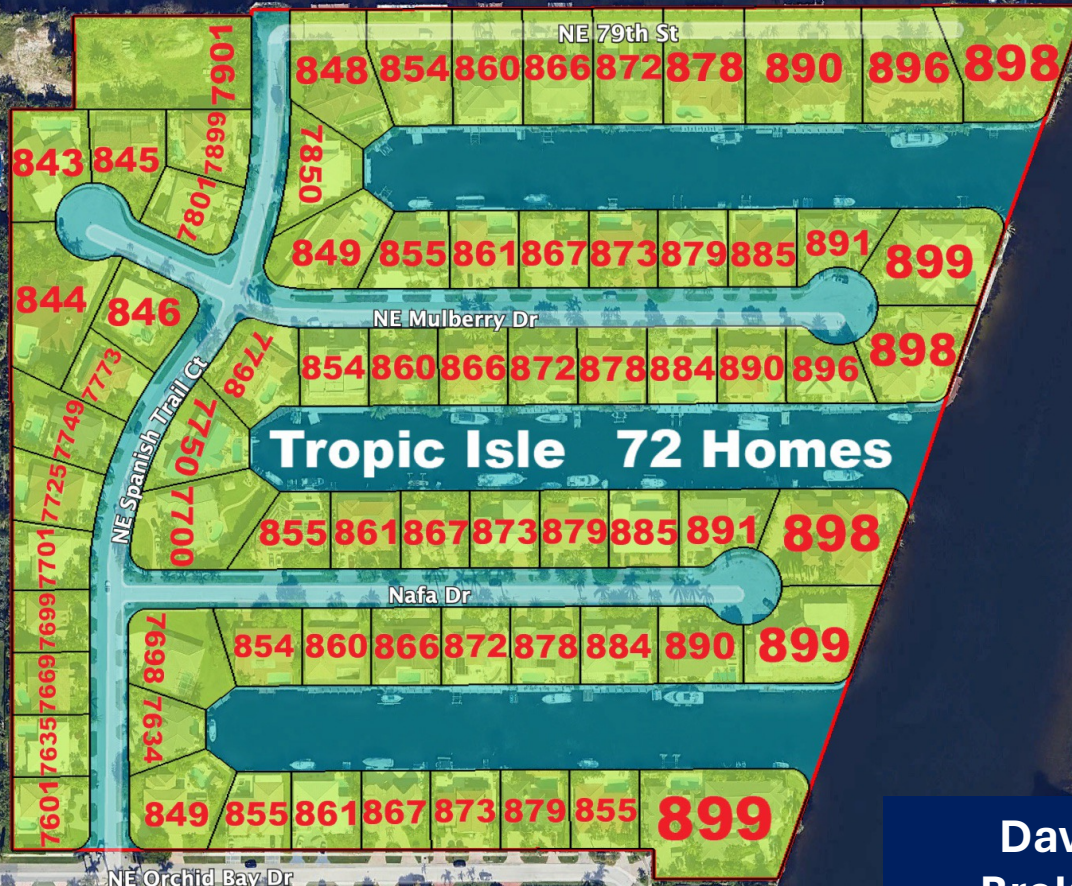 NE 79th St
7901
848 854 860 866 872 878 890 896 898
7899
843 845
7850
7801
849 855 861 867 873 879 885 891 899
844 846
NE Mulberry Dr
7798
854 860 866 872 878 884 890 896 898
7773
NE Spanish Trail Ct
7749
7750
Tropic Isle 72 Homes
7725
7700
855 861 867 873 879 885 891 898
7701
Nafa Dr
7699
7698
854 860 866 872 878 884 890 899
7669
7634
7635
7601
849 855 861 867 873 879 855 899
Dav
NE Orchid Bay Dr